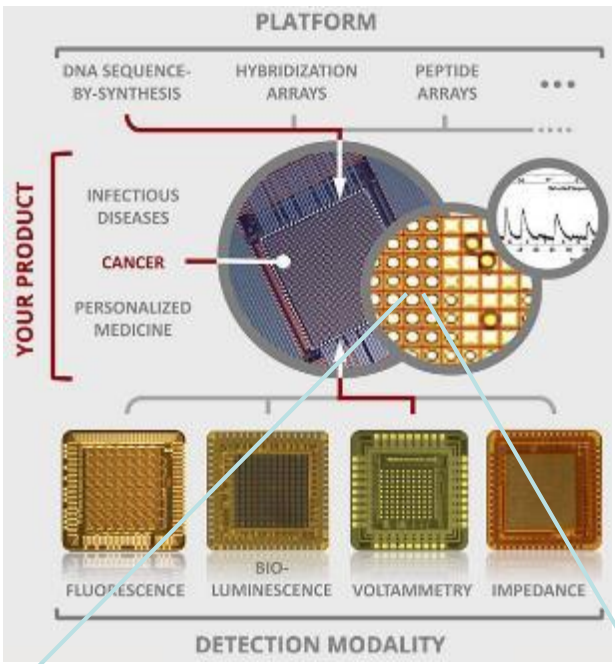 PLATFORM
DNA SEQUENCE-
BY-SYNTHESIS
HYBRIDIZATION
ARRAYS
PEPTIDE
ARRAYS
YOUR PRODUCT
INFECTIOUS
DISEASES
CANCER
PERSONALIZED
MEDICINE
FLUORESCENCE
BIO-
LUMINESCENCE
VOLTAMMETRY
IMPEDANCE
DETECTION MODALITY